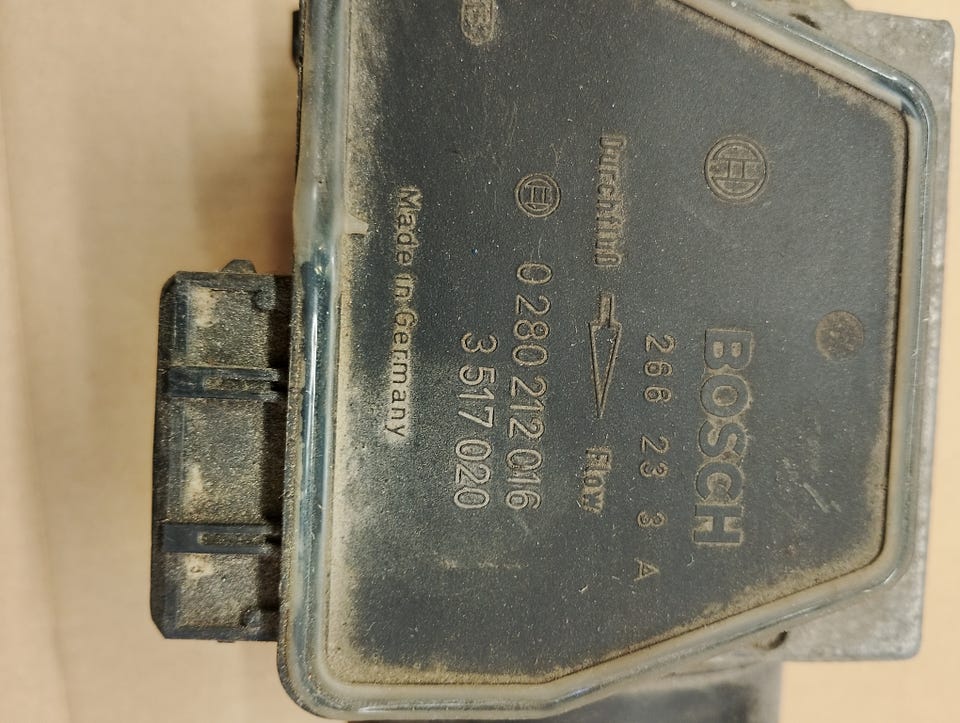 BOSCH
266 23 3 A
Durchfluß Flow
0 280 212 016
3 517 020
Made in Germany